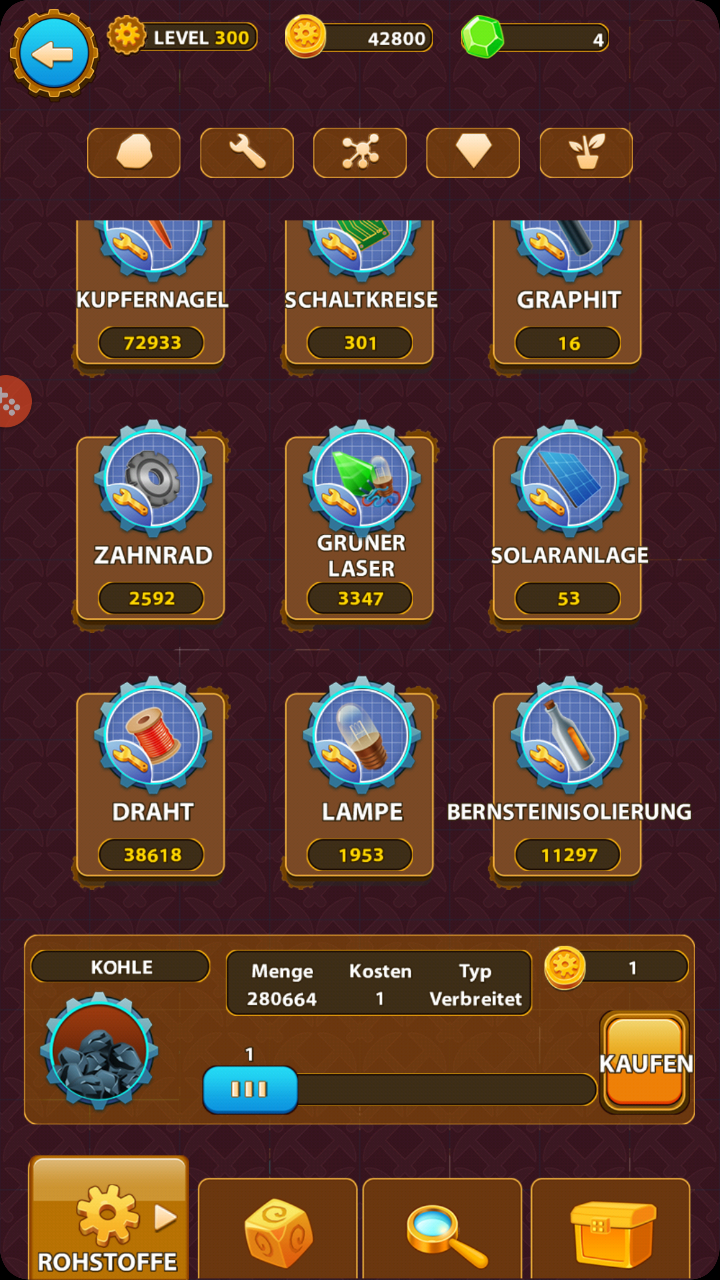 LEVEL 300
42800
4
KUPFERNAGEL
SCHALTKREISE
GRAPHIT
72933
301
16
ZAHNRAD
GRÜNER
LASER
SOLARANLAGE
2592
3347
53
DRAHT
LAMPE
BERNSTEINISOLIERUNG
38618
1953
11297
KOHLE
Menge Kosten Typ
280664 1 Verbreitet
1
1
KAUFEN
ROHSTOFFE